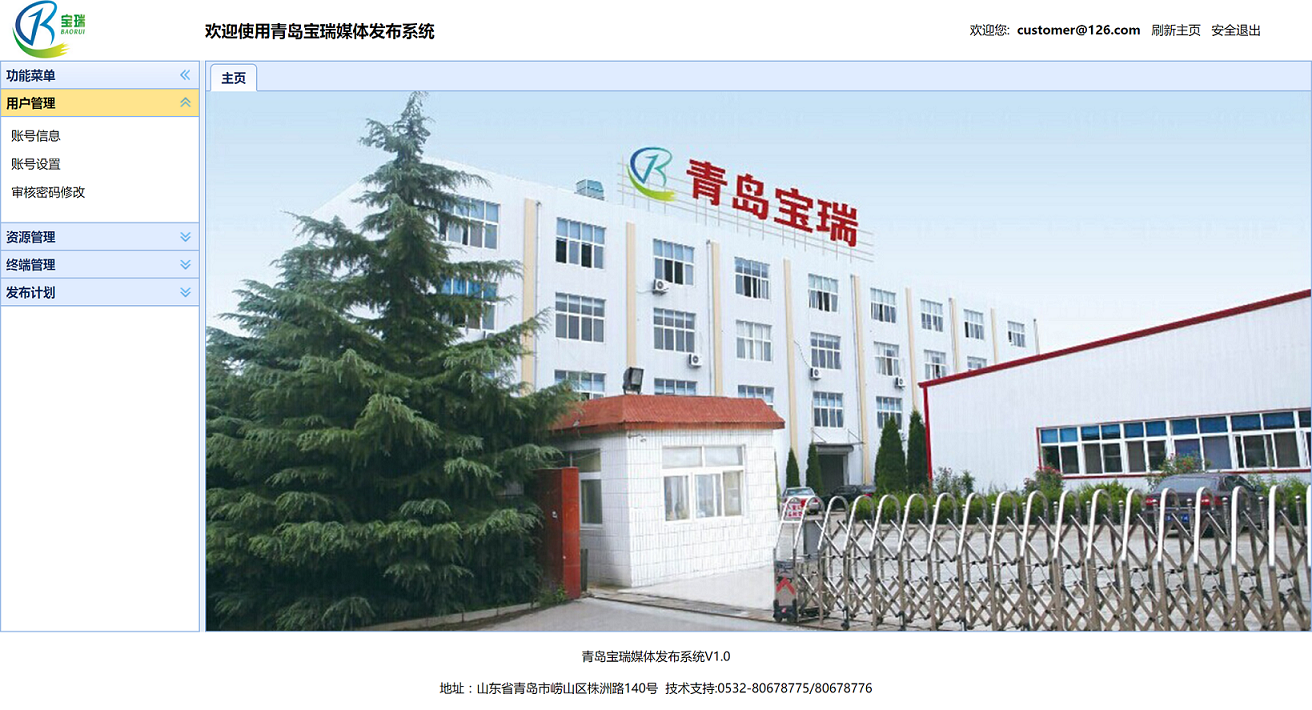 宝瑞
BAORUI
欢迎使用青岛宝瑞媒体发布系统
欢迎您: customer@126.com 刷新主页 安全退出
功能菜单
主页
用户管理
账号信息
账号设置
审核密码修改
资源管理
终端管理
发布计划
青岛宝瑞
青岛宝瑞媒体发布系统V1.0
地址：山东省青岛市崂山区株洲路140号 技术支持:0532-80678775/80678776